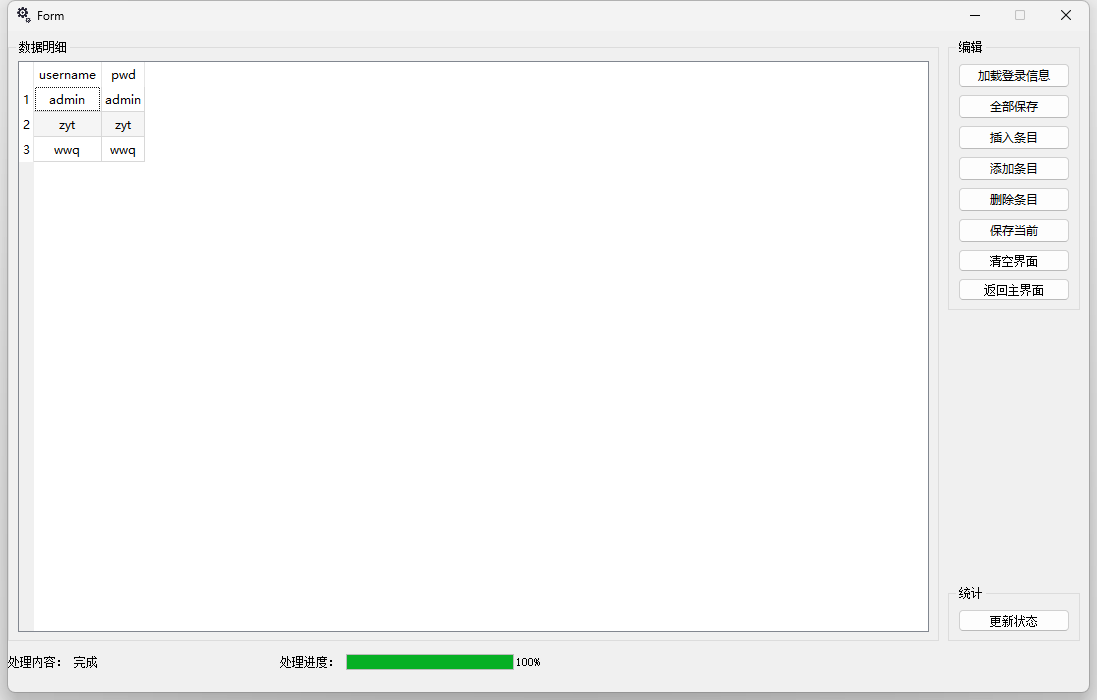 Form
数据明细
username pwd
1 admin admin
2 zyt zyt
3 wwq wwq
编辑
加载登录信息
全部保存
插入条目
添加条目
删除条目
保存当前
清空界面
返回主界面
统计
更新状态
处理内容： 完成 处理进度： 100%